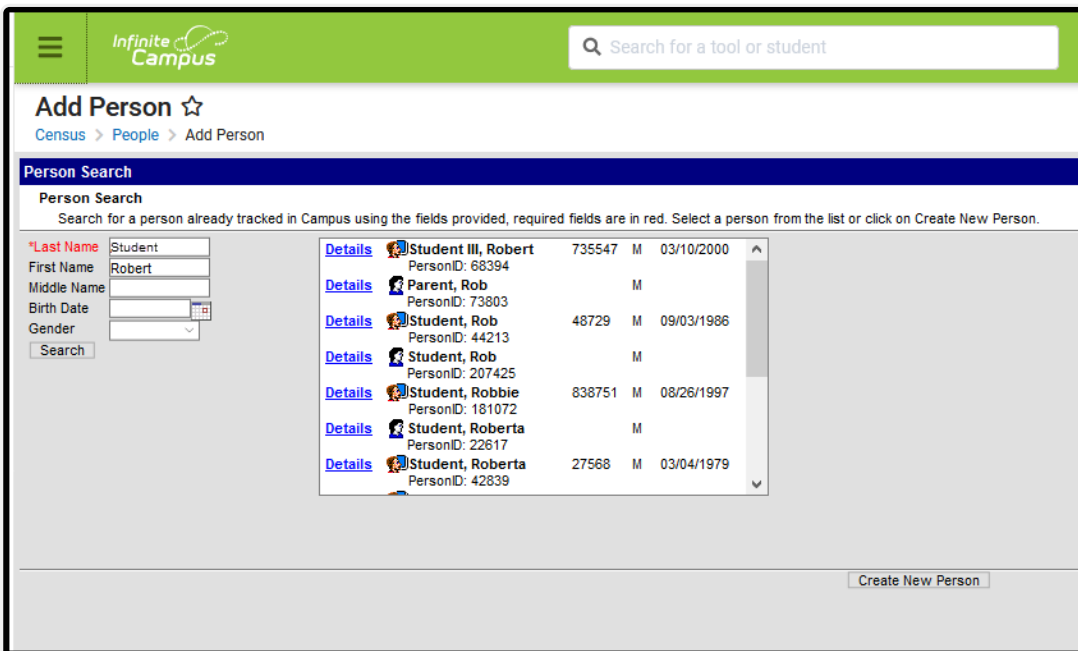 Infinite
Campus
Search for a tool or student
Add Person
Census > People > Add Person
Person Search
Person Search
Search for a person already tracked in Campus using the fields provided, required fields are in red. Select a person from the list or click on Create New Person.
*Last Name Student
First Name Robert
Middle Name
Birth Date
Gender
Search
Details Student III, Robert 735547 M 03/10/2000
PersonID: 68394
Details Parent, Rob M
PersonID: 73803
Details Student, Rob 48729 M 09/03/1986
PersonID: 44213
Details Student, Rob M
PersonID: 207425
Details Student, Robbie 838751 M 08/26/1997
PersonID: 181072
Details Student, Roberta M
PersonID: 22617
Details Student, Roberta 27568 M 03/04/1979
PersonID: 42839
Create New Person